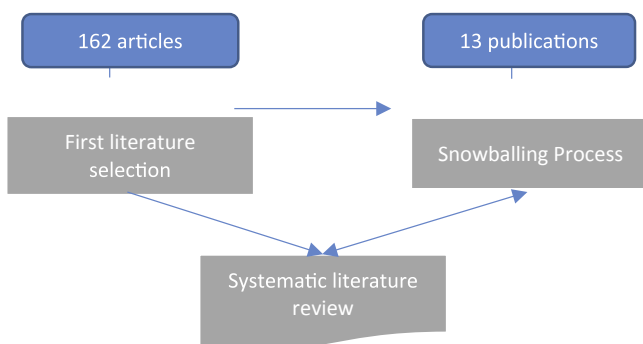 162 articles
13 publications
First literature
selection
Snowballing Process
Systematic literature
review